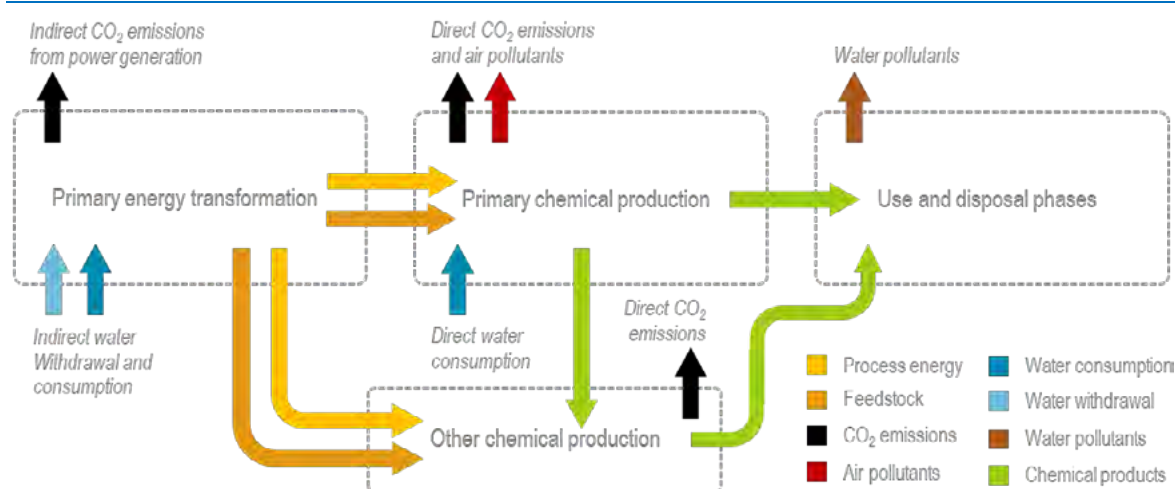 Indirect CO₂ emissions
from power generation
Direct CO₂ emissions
and air pollutants
Water pollutants
Primary energy transformation
Primary chemical production
Use and disposal phases
Indirect water
Withdrawal and
consumption
Direct water
consumption
Direct CO₂
emissions
Other chemical production
Process energy
Feedstock
CO₂ emissions
Air pollutants
Water consumption
Water withdrawal
Water pollutants
Chemical products